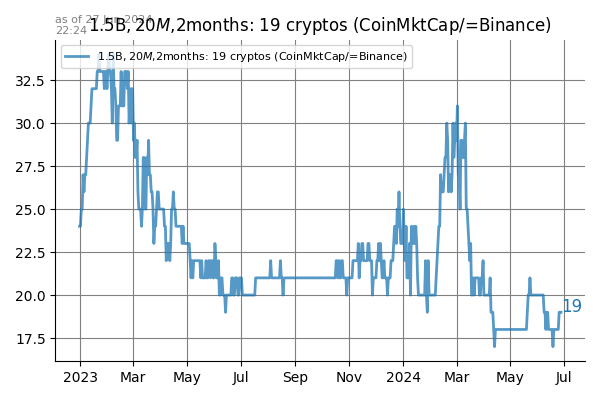 as of 27 Jun 2024
22:24
1.5B, 20M, 2months: 19 cryptos (CoinMktCap/=Binance)
1.5B, 20M, 2months: 19 cryptos (CoinMktCap/=Binance)
32.5
30.0
27.5
25.0
22.5
20.0
17.5
19
2023 Mar May Jul Sep Nov 2024 Mar May Jul